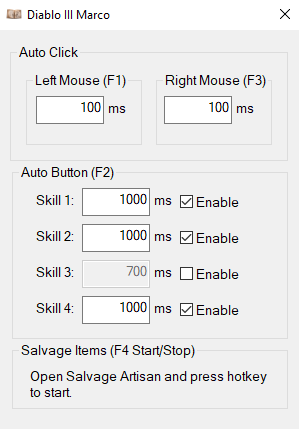 Diablo III Marco
Auto Click
Left Mouse (F1) Right Mouse (F3)
100 ms 100 ms
Auto Button (F2)
Skill 1: 1000 ms Enable
Skill 2: 1000 ms Enable
Skill 3: 700 ms Enable
Skill 4: 1000 ms Enable
Salvage Items (F4 Start/Stop)
Open Salvage Artisan and press hotkey
to start.